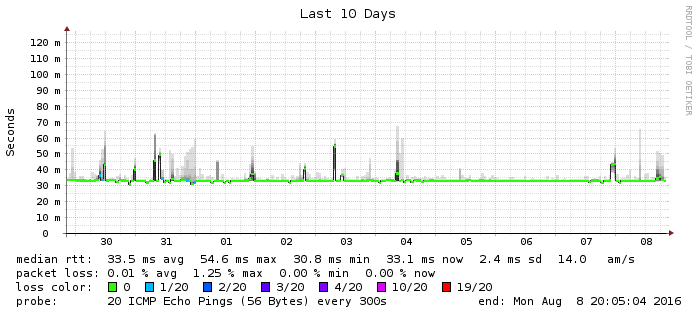 Last 10 Days
RRDTOOL / TOBI OETIKER
Seconds
120 m
110 m
100 m
90 m
80 m
70 m
60 m
50 m
40 m
30 m
20 m
10 m
0
30 31 01 02 03 04 05 06 07 08
median rtt: 33.5 ms avg 54.6 ms max 30.8 ms min 33.1 ms now 2.4 ms sd 14.0 am/s
packet loss: 0.01 % avg 1.25 % max 0.00 % min 0.00 % now
loss color: 0 1/20 2/20 3/20 4/20 10/20 19/20
probe: 20 ICMP Echo Pings (56 Bytes) every 300s end: Mon Aug 8 20:05:04 2016